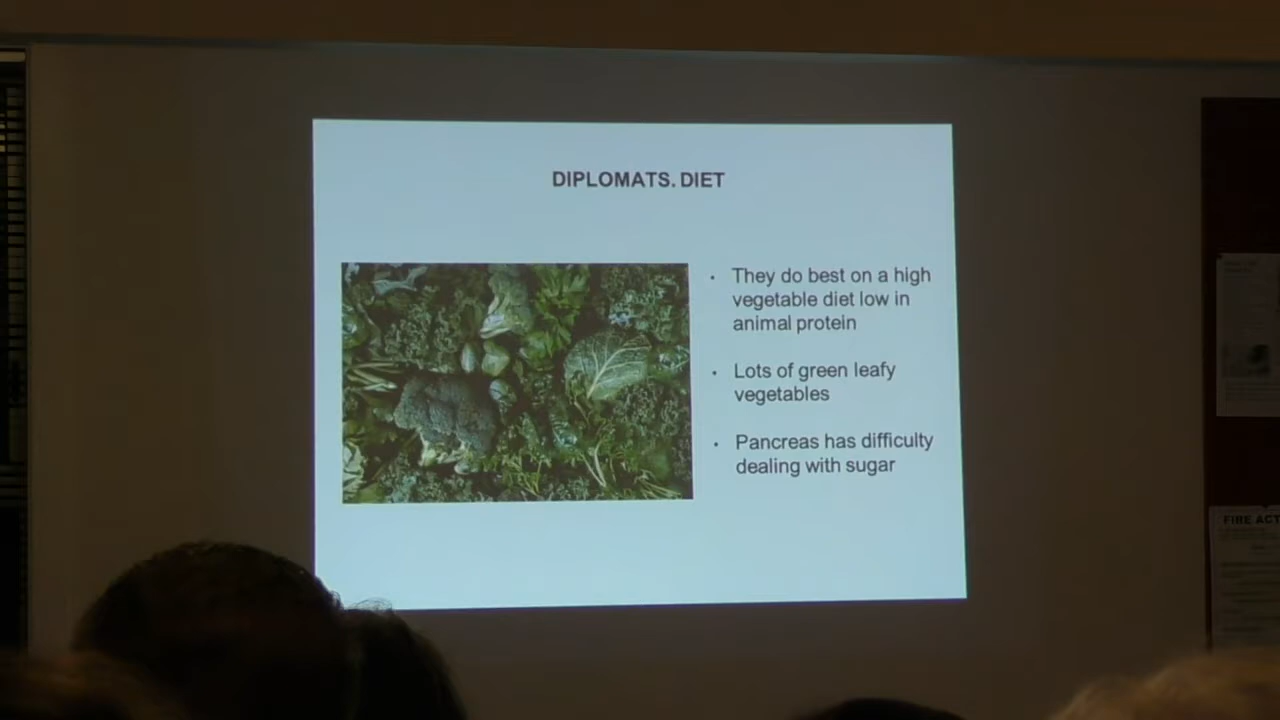 DIPLOMATS. DIET
• They do best on a high
vegetable diet low in
animal protein
• Lots of green leafy
vegetables
• Pancreas has difficulty
dealing with sugar
FIRE ACT